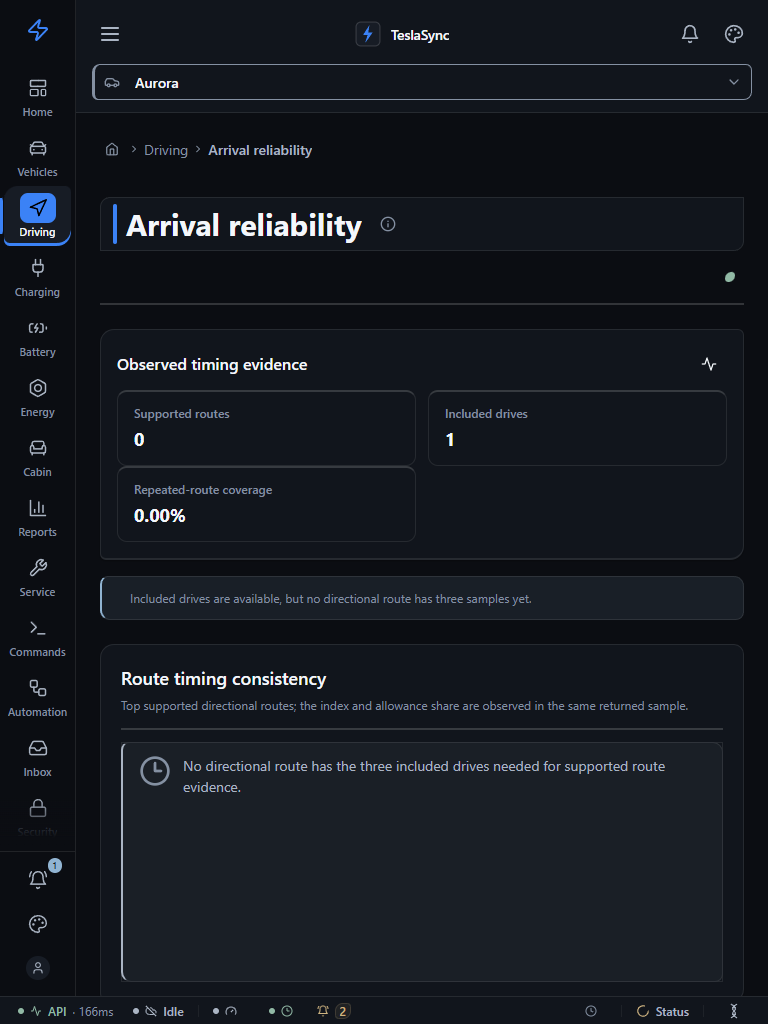 TeslaSync
Aurora
Home
Vehicles
Driving
Charging
Battery
Energy
Cabin
Reports
Service
Commands
Automation
Inbox
Security
1
Driving
Arrival reliability
Arrival reliability
Observed timing evidence
Supported routes
0
Included drives
1
Repeated-route coverage
0.00%
Included drives are available, but no directional route has three samples yet.
Route timing consistency
Top supported directional routes; the index and allowance share are observed in the same returned sample.
No directional route has the three included drives needed for supported route
evidence.
API · 166ms
Idle
2
Status